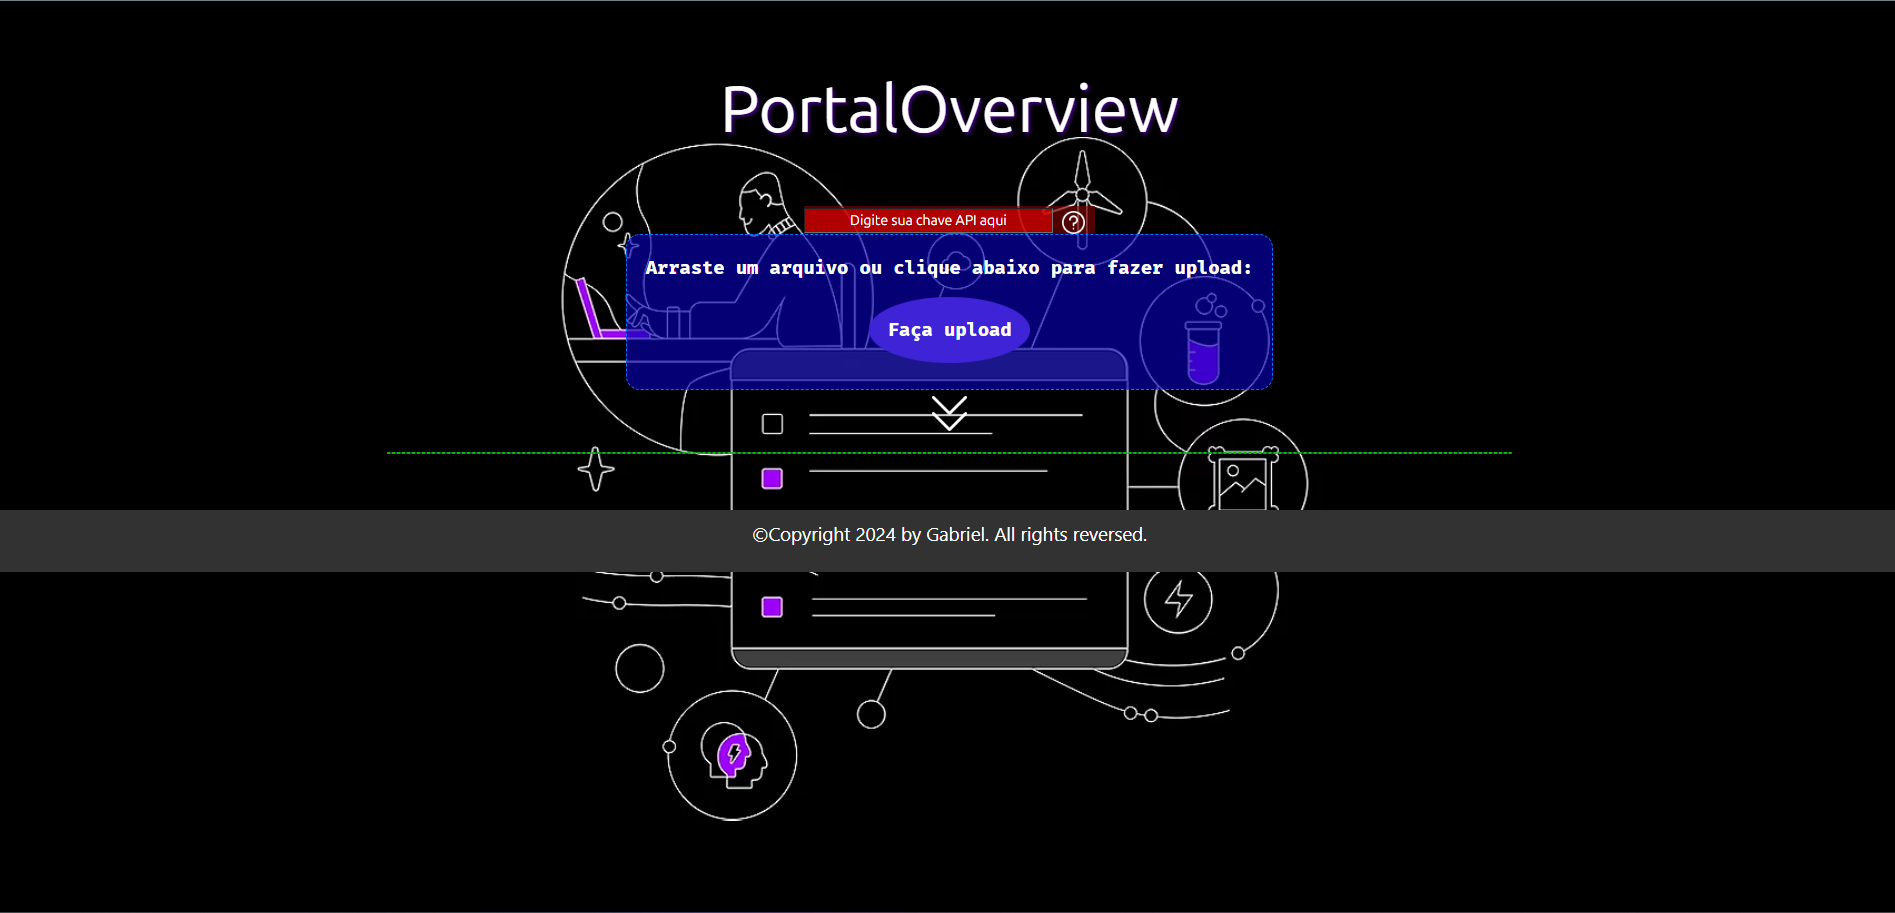 PortalOverview
Digite sua chave API aqui
Arraste um arquivo ou clique abaixo para fazer upload:
Faça upload
©Copyright 2024 by Gabriel. All rights reversed.